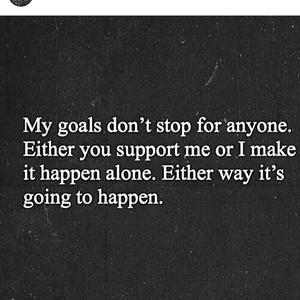 My goals don't stop for anyone.
Either you support me or I make
it happen alone. Either way it's
going to happen.